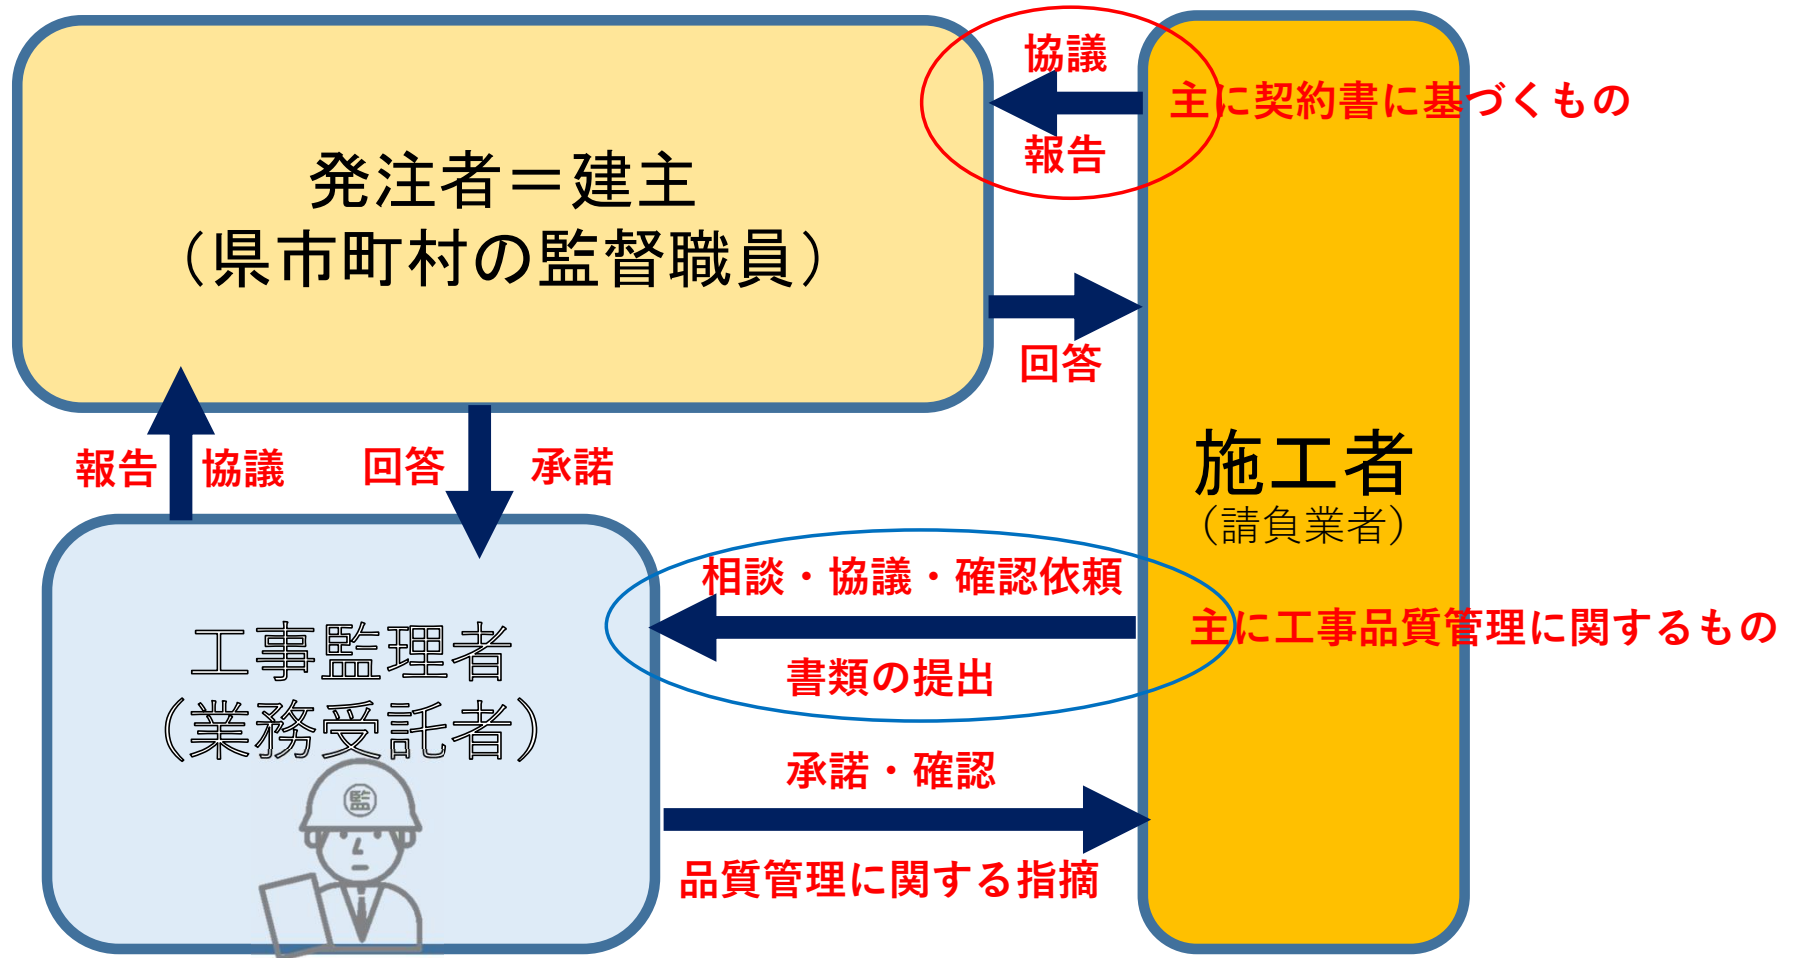 協議
主に契約書に基づくもの
報告
発注者＝建主
（県市町村の監督職員）
回答
報告
協議
回答
承諾
施工者
（請負業者）
相談・協議・確認依頼
主に工事品質管理に関するもの
書類の提出
工事監理者
（業務受託者）
監
承諾・確認
品質管理に関する指摘